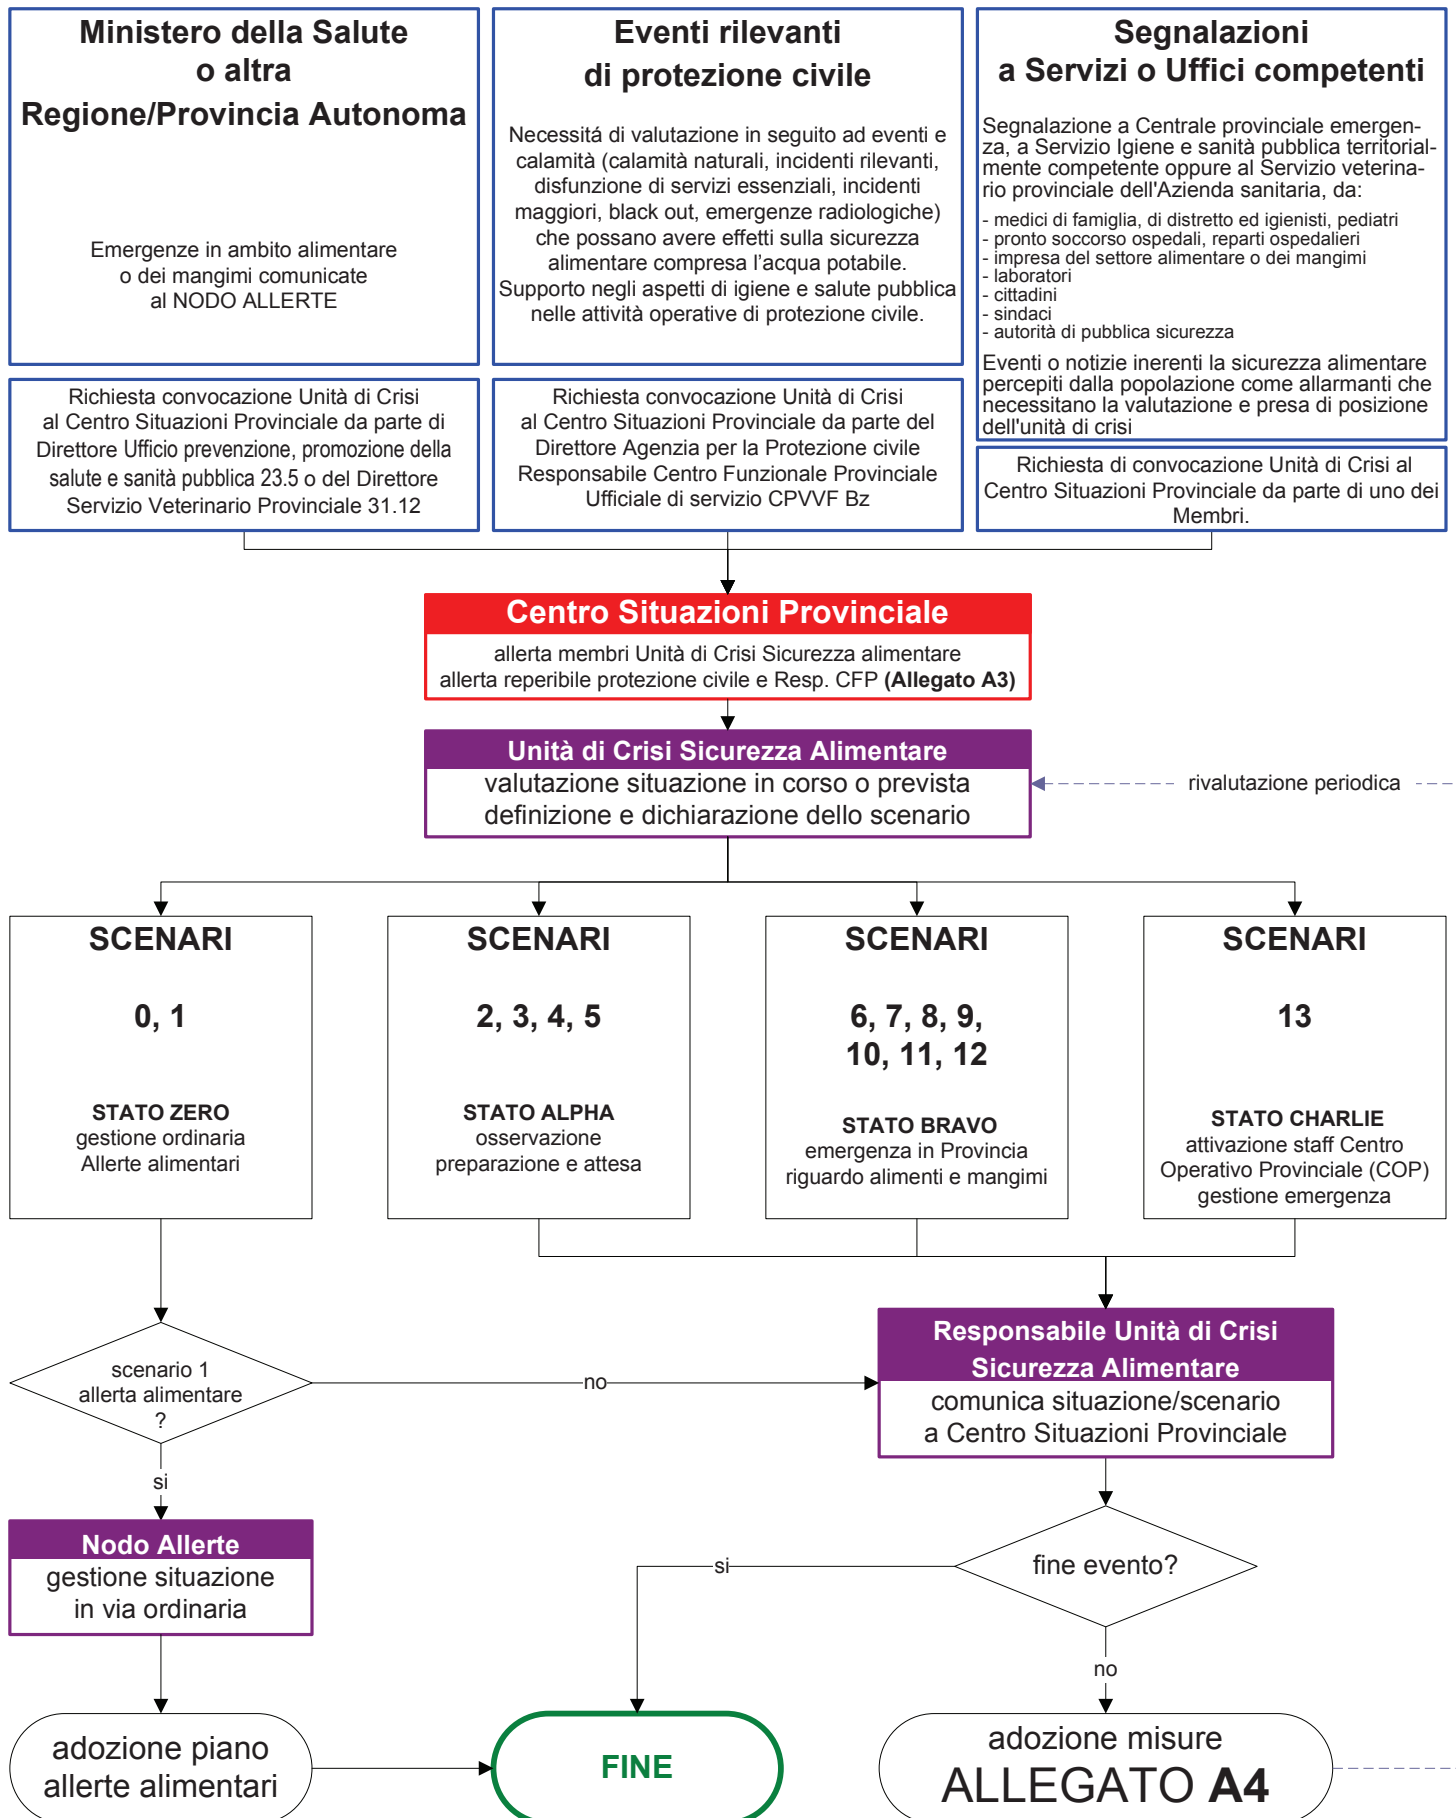 Ministero della Salute
o altra
Regione/Provincia Autonoma
Emergenze in ambito alimentare
o dei mangimi comunicate
al NODO ALLERTE
Eventi rilevanti
di protezione civile
Necessitá di valutazione in seguito ad eventi e
calamità (calamità naturali, incidenti rilevanti,
disfunzione di servizi essenziali, incidenti
maggiori, black out, emergenze radiologiche)
che possano avere effetti sulla sicurezza
alimentare compresa l'acqua potabile.
Supporto negli aspetti di igiene e salute pubblica
nelle attività operative di protezione civile.
Segnalazioni
a Servizi o Uffici competenti
Segnalazione a Centrale provinciale emergen-
za, a Servizio Igiene e sanità pubblica territorial-
mente competente oppure al Servizio veterina-
rio provinciale dell'Azienda sanitaria, da:
- medici di famiglia, di distretto ed igienisti, pediatri
- pronto soccorso ospedali, reparti ospedalieri
- impresa del settore alimentare o dei mangimi
- laboratori
- cittadini
- sindaci
- autorità di pubblica sicurezza
Eventi o notizie inerenti la sicurezza alimentare
percepiti dalla popolazione come allarmanti che
necessitano la valutazione e presa di posizione
dell'unità di crisi
Richiesta convocazione Unità di Crisi
al Centro Situazioni Provinciale da parte di
Direttore Ufficio prevenzione, promozione della
salute e sanità pubblica 23.5 o del Direttore
Servizio Veterinario Provinciale 31.12
Richiesta convocazione Unità di Crisi
al Centro Situazioni Provinciale da parte del
Direttore Agenzia per la Protezione civile
Responsabile Centro Funzionale Provinciale
Ufficiale di servizio CPVVF Bz
Richiesta di convocazione Unità di Crisi al
Centro Situazioni Provinciale da parte di uno dei
Membri.
Centro Situazioni Provinciale
allerta membri Unità di Crisi Sicurezza alimentare
allerta reperibile protezione civile e Resp. CFP (Allegato A3)
Unità di Crisi Sicurezza Alimentare
valutazione situazione in corso o prevista
definizione e dichiarazione dello scenario
rivalutazione periodica
SCENARI
0, 1
STATO ZERO
gestione ordinaria
Allerte alimentari
SCENARI
2, 3, 4, 5
STATO ALPHA
osservazione
preparazione e attesa
SCENARI
6, 7, 8, 9,
10, 11, 12
STATO BRAVO
emergenza in Provincia
riguardo alimenti e mangimi
SCENARI
13
STATO CHARLIE
attivazione staff Centro
Operativo Provinciale (COP)
gestione emergenza
scenario 1
allerta alimentare
?
no
Responsabile Unità di Crisi
Sicurezza Alimentare
comunica situazione/scenario
a Centro Situazioni Provinciale
si
Nodo Allerte
gestione situazione
in via ordinaria
si
fine evento?
no
adozione piano
allerte alimentari
FINE
adozione misure
ALLEGATO A4